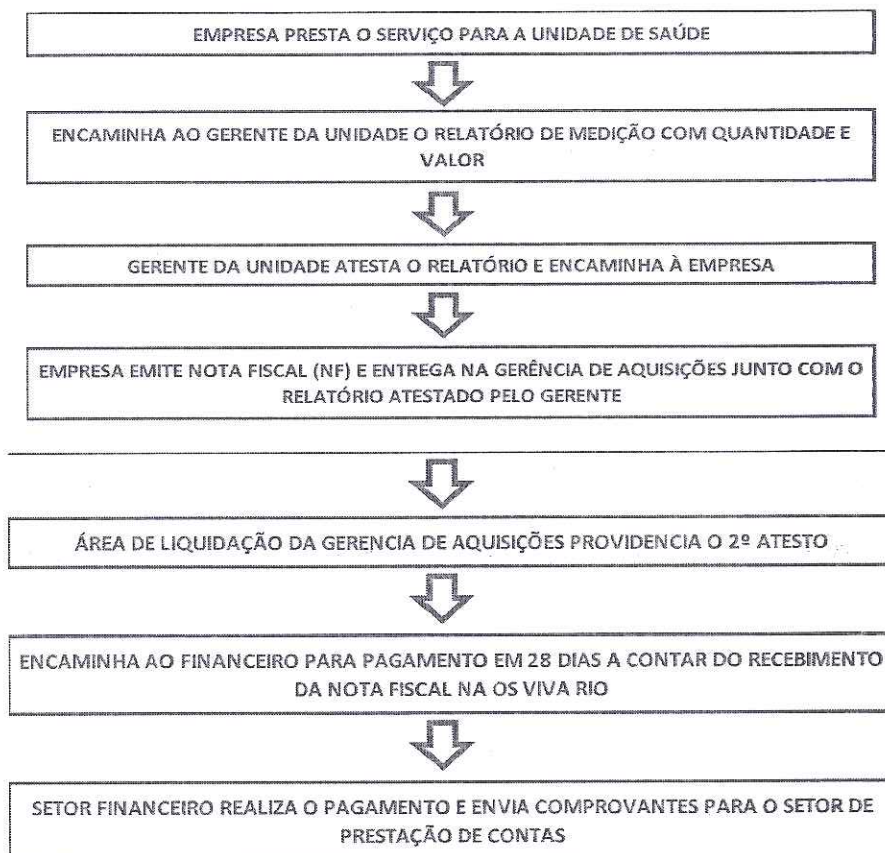 EMPRESA PRESTA O SERVIÇO PARA A UNIDADE DE SAÚDE
ENCAMINHA AO GERENTE DA UNIDADE O RELATÓRIO DE MEDIÇÃO COM QUANTIDADE E
VALOR
GERENTE DA UNIDADE ATESTA O RELATÓRIO E ENCAMINHA À EMPRESA
EMPRESA EMITE NOTA FISCAL (NF) E ENTREGA NA GERÊNCIA DE AQUISIÇÕES JUNTO COM O
RELATÓRIO ATESTADO PELO GERENTE
ÁREA DE LIQUIDAÇÃO DA GERENCIA DE AQUISIÇÕES PROVIDENCIA O 2º ATESTO
ENCAMINHA AO FINANCEIRO PARA PAGAMENTO EM 28 DIAS A CONTAR DO RECEBIMENTO
DA NOTA FISCAL NA OS VIVA RIO
SETOR FINANCEIRO REALIZA O PAGAMENTO E ENVIA COMPROVANTES PARA O SETOR DE
PRESTAÇÃO DE CONTAS